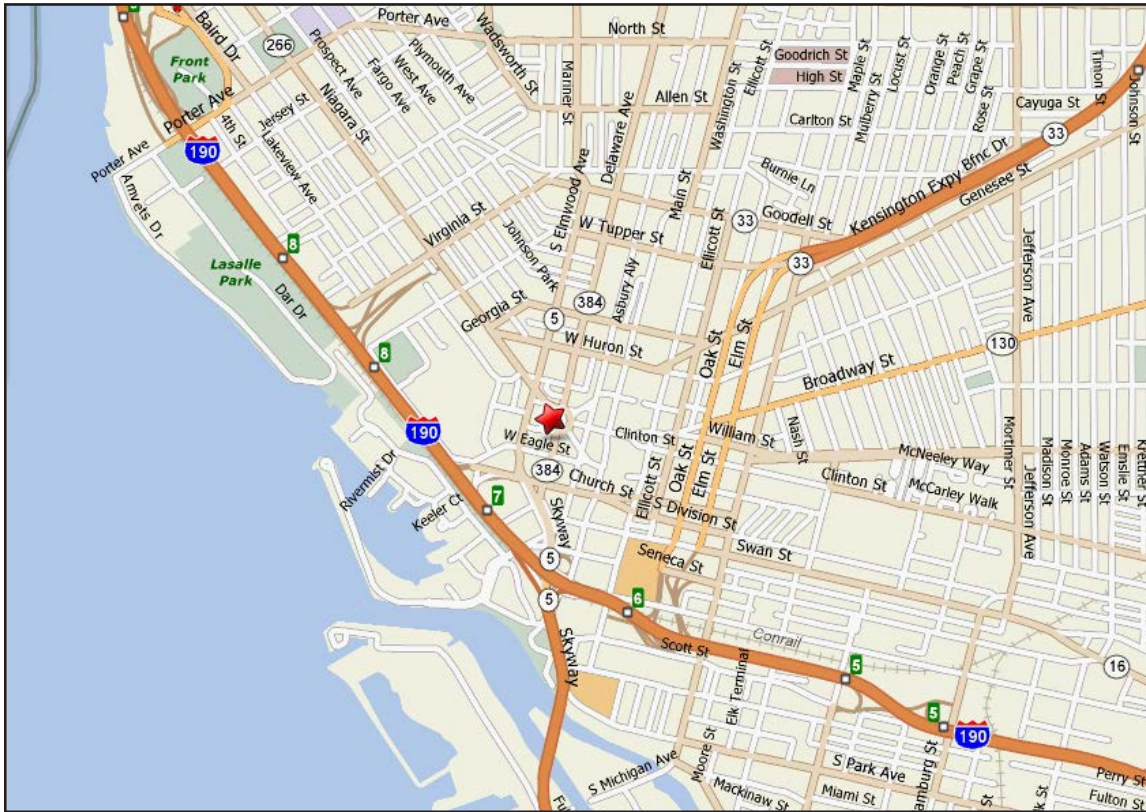 Baird Dr
266
Porter Ave
Wadsworth St
North St
Ellicott St
Goodrich St
High St
Maple St
Mulberry St
Locust St
Orange St
Peach St
Grape St
Rose St
Timon St
Johnson St
Front
Park
Prospect Ave
Fargo Ave
West Ave
Plymouth Ave
Mariner St
Allen St
Washington St
Carlton St
Cayuga St
33
Porter Ave
Jersey St
Niagara St
4th St
Lakeview Ave
190
Porter Ave
Amvets Dr
Delaware Ave
S Elmwood Ave
Main St
Burnie Ln
Kensington Expy Bfnc Dr
Genesee St
33
Goodell St
Virginia St
W Tupper St
Ellicott St
33
Jefferson Ave
8
Lasalle
Park
Dar Dr
Johnson Park
Asbury Aly
384
Georgia St
5
W Huron St
Oak St
Elm St
130
Broadway St
8
190
W Eagle St
Clinton St
William St
Nash St
McNeeley Way
Mortimer St
Madison St
Monroe St
Adams St
Watson St
Emslie St
384
Church St
Ellicott St
Oak St
Elm St
Clinton St
McCarley Walk
Jefferson Ave
Rivermist Dr
Keeler Ct
7
Skyway
S Division St
Swan St
5
Seneca St
5
6
Skyway
Scott St
Conrail
5
16
Elk Terminal
5
190
Moore St
S Park Ave
Perry St
S Michigan Ave
Mackinaw St
Miami St
Fulton St